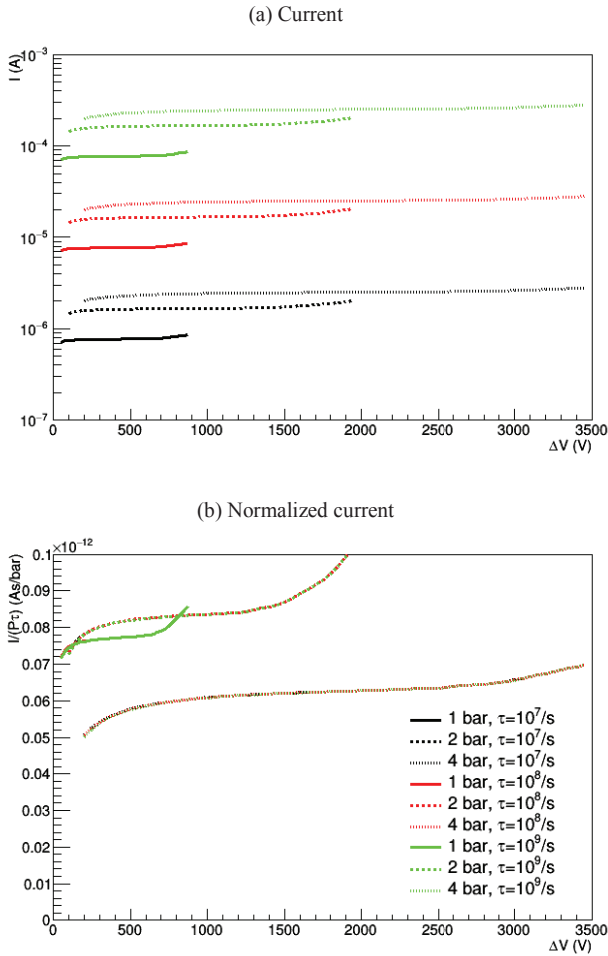 (a) Current
I (A)
10⁻³
10⁻⁴
10⁻⁵
10⁻⁶
10⁻⁷
0 500 1000 1500 2000 2500 3000 3500
ΔV (V)
(b) Normalized current
I/(Pτ) (As/bar)
×10⁻¹²
0.1
0.09
0.08
0.07
0.06
0.05
0.04
0.03
0.02
0.01
0
1 bar, τ=10⁷/s
2 bar, τ=10⁷/s
4 bar, τ=10⁷/s
1 bar, τ=10⁸/s
2 bar, τ=10⁸/s
4 bar, τ=10⁸/s
1 bar, τ=10⁹/s
2 bar, τ=10⁹/s
4 bar, τ=10⁹/s
0 500 1000 1500 2000 2500 3000 3500
ΔV (V)